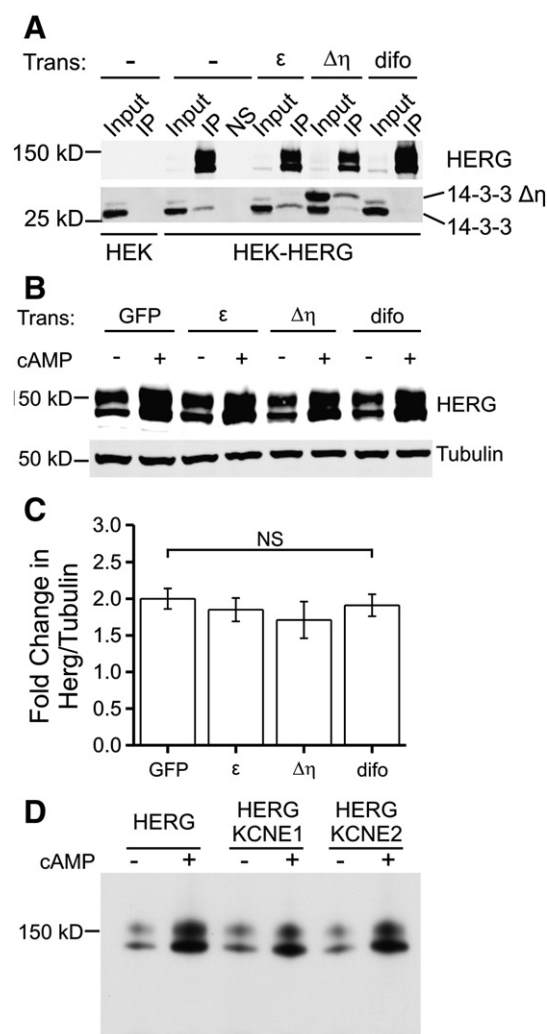 A
Trans: - - ε Δη difo
Input IP Input IP NS Input IP Input IP Input IP
150 kD HERG
14-3-3 Δη
25 kD 14-3-3
HEK HEK-HERG
B
Trans: GFP ε Δη difo
cAMP - + - + - + - +
150 kD HERG
50 kD Tubulin
C
Fold Change in
Herg/Tubulin
3.0
2.5
2.0
1.5
1.0
0.5
0.0
NS
GFP ε Δη difo
D
HERG HERG KCNE1 HERG KCNE2
cAMP - + - + - +
150 kD